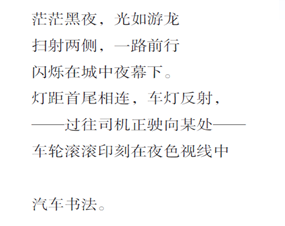 茫茫黑夜，光如游龙
扫射两侧，一路前行
闪烁在城中夜幕下。
灯距首尾相连，车灯反射，
——过往司机正驶向某处——
车轮滚滚印刻在夜色视线中
汽车书法。